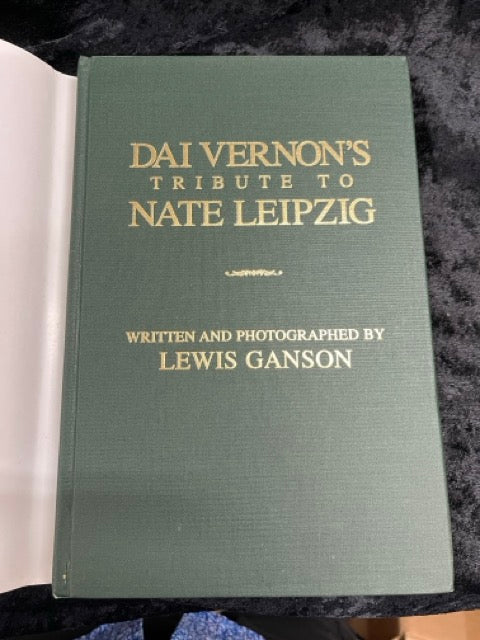 DAI VERNON'S
TRIBUTE TO
NATE LEIPZIG
WRITTEN AND PHOTOGRAPHED BY
LEWIS GANSON